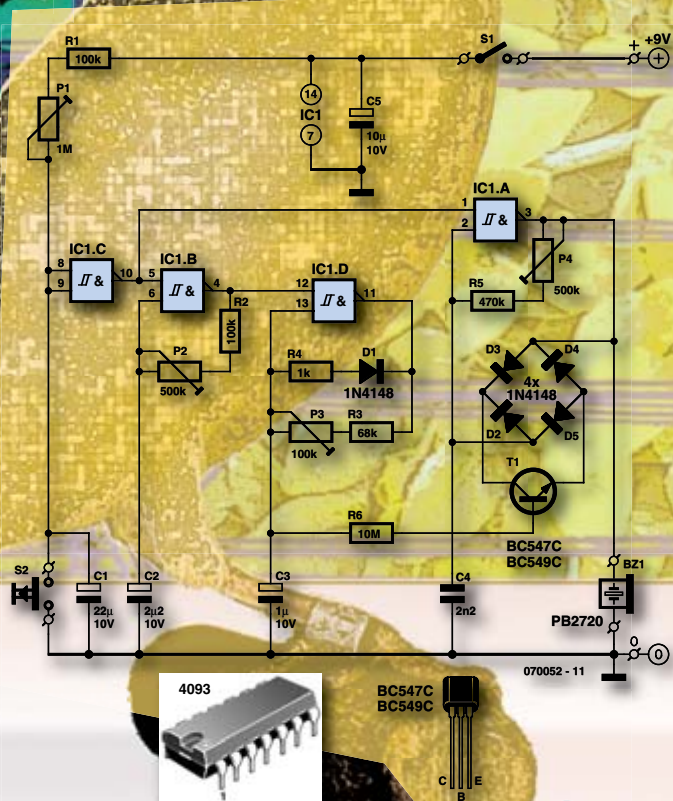 R1
100k
P1
1M
14
IC1
7
C5
10µ
10V
S1
+
+9V
+
IC1.A
1
2
&
3
P4
500k
R5
470k
IC1.C
8
9
&
10
IC1.B
5
6
&
4
R2
100k
P2
500k
IC1.D
12
13
&
11
R4
1k
D1
1N4148
P3
100k
R3
68k
D3
D4
4x
1N4148
D2
D5
T1
BC547C
BC549C
R6
10M
S2
C1
22µ
10V
C2
2µ2
10V
C3
1µ
10V
C4
2n2
BZ1
PB2720
0
0
070052 - 11
4093
1
BC547C
BC549C
C
B
E